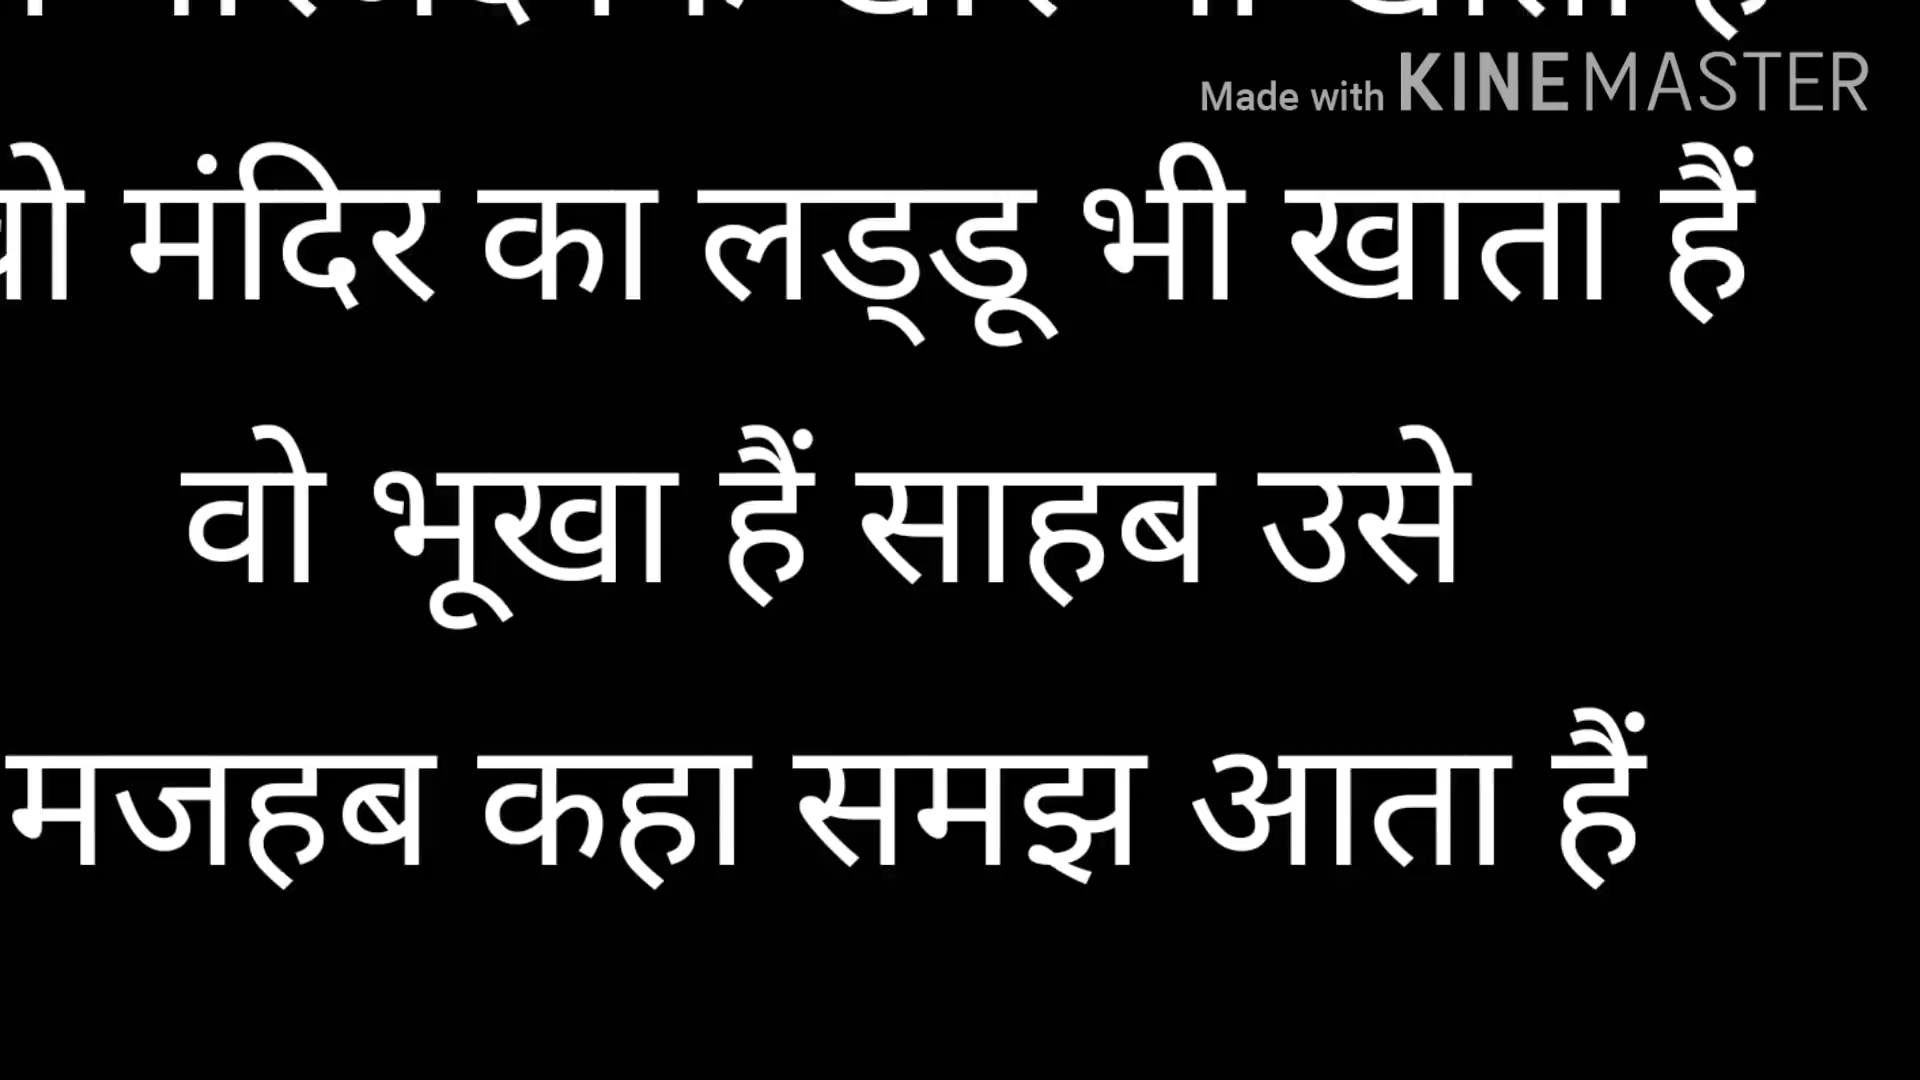 Made with KINEMASTER
वो मंदिर का लड्डू भी खाता हैं
वो भूखा हैं साहब उसे
मजहब कहा समझ आता हैं